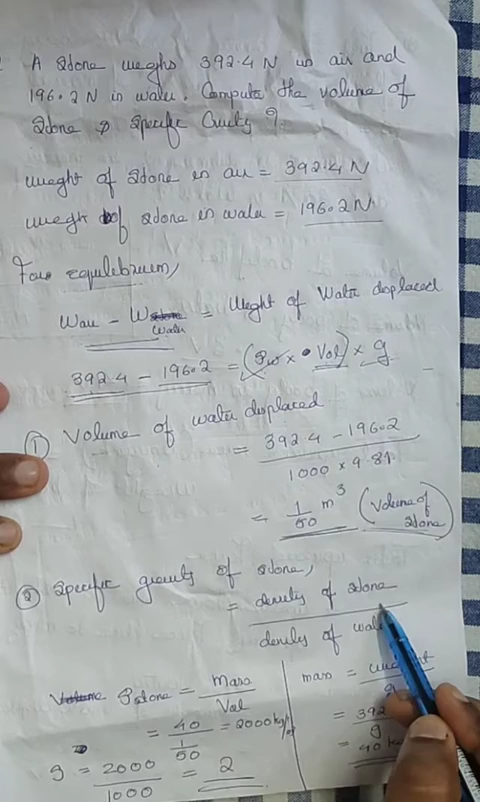 A stone weighs 392.4 N in air and
196.2 N in water. Compute the volume of
stone & specific gravity ?
weight of stone in air = 392.4 N
weight of stone in water = 196.2 N
For equilibrium,
Wair - Wwater = weight of water displaced
392.4 - 196.2 = (ρw × Vol) × g
① Volume of water displaced
= 392.4 - 196.2
1000 × 9.81
= 1/50 m³ (Volume of
stone)
② Specific gravity of stone,
= density of stone
density of
ρstone = Mass
Vol
= 40
1/50
= 2000 kg/
g = 2000
1000
= 2
mass =
g
= 392
9
= 40